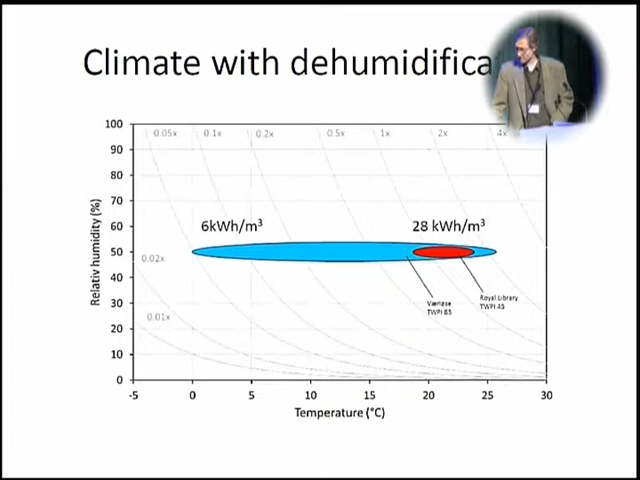 Climate with dehumidifica
100
90
80
70
60
50
40
30
20
10
0
Relativ humidity (%)
0.05x
0.1x
0.2x
0.5x
1x
2x
4x
0.02x
0.01x
6kWh/m³
28 kWh/m³
Værløse
TWPI 85
Royal Library
TWPI 45
-5
0
5
10
15
20
25
30
Temperature (°C)